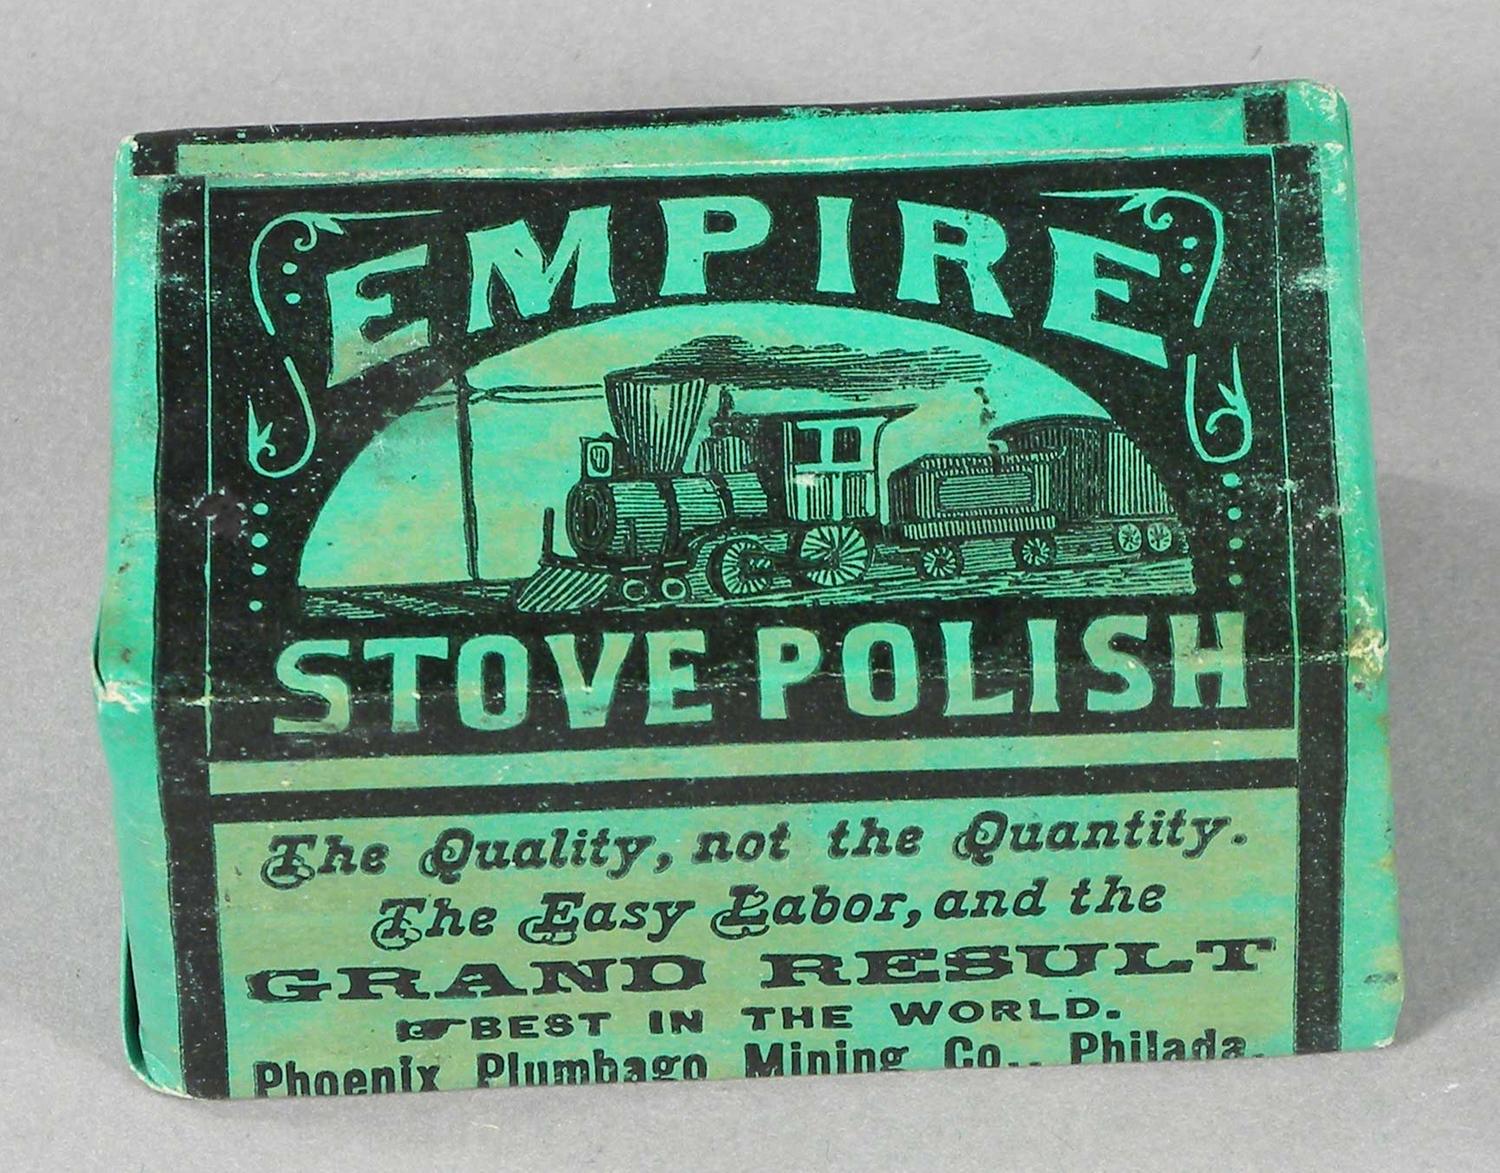 EMPIRE
STOVE POLISH
The Quality, not the Quantity.
The Easy Labor, and the
GRAND RESULT
☞BEST IN THE WORLD.
Phoenix Plumbago Mining Co., Philada.